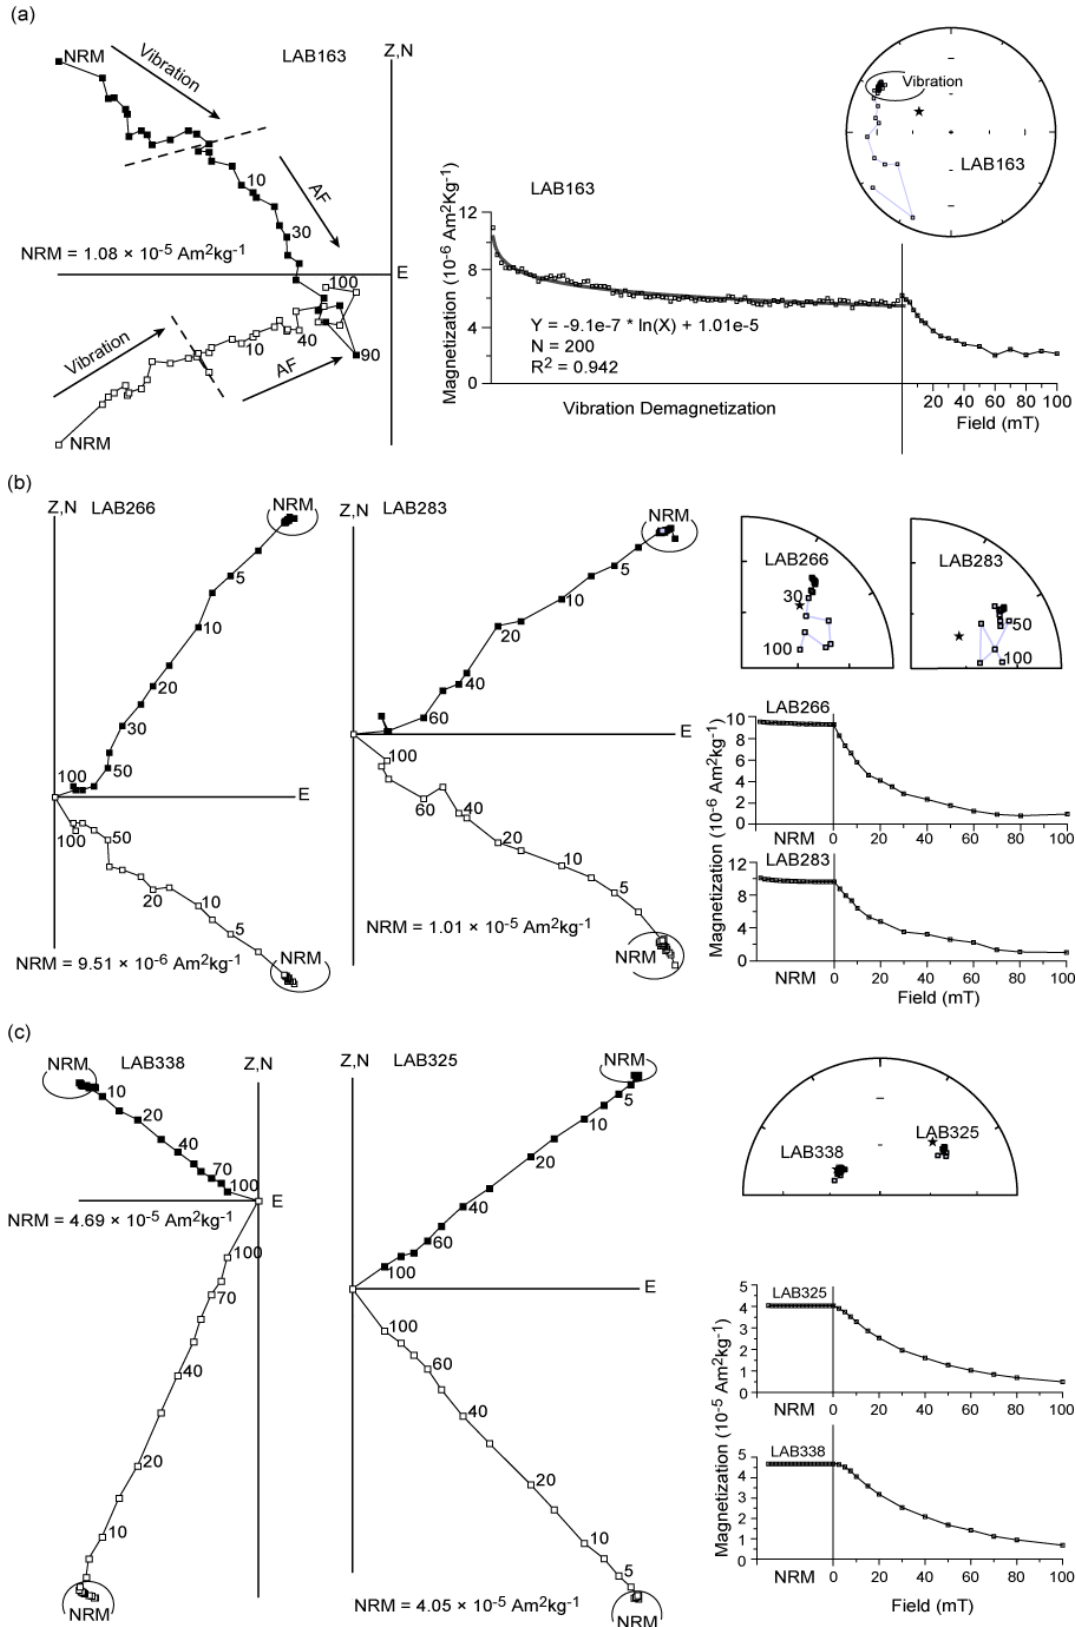 (a)
NRM
Vibration
LAB163
Z,N
10
AF
30
NRM = 1.08 × 10-5 Am2kg-1
E
100
Vibration
10
40
90
AF
NRM
LAB163
Magnetization (10-6 Am2Kg-1)
12
8
4
0
Y = -9.1e-7 * ln(X) + 1.01e-5
N = 200
R2 = 0.942
Vibration Demagnetization
20 40 60 80 100
Field (mT)
Vibration
LAB163
(b)
Z,N LAB266
NRM
5
10
20
30
50
100
E
100
50
20
10
5
NRM
NRM = 9.51 × 10-6 Am2kg-1
Z,N
LAB283
NRM
5
10
20
40
60
E
100
60
40
20
10
5
NRM = 1.01 × 10-5 Am2kg-1
NRM
LAB266
30
100
LAB283
50
100
LAB266
10
8
6
4
2
0
NRM 0 20 40 60 80 100
Magnetization (10-6 Am2kg-1)
LAB283
12
8
4
0
NRM 0 20 40 60 80 100
Field (mT)
(c)
NRM
LAB338
Z,N
10
20
40
70
100
E
NRM = 4.69 × 10-5 Am2kg-1
100
70
40
20
10
NRM
Z,N
LAB325
NRM
5
10
20
40
60
100
E
100
60
40
20
10
5
NRM = 4.05 × 10-5 Am2kg-1
NRM
LAB338
LAB325
LAB325
5
4
3
2
1
0
NRM 0 20 40 60 80 100
Magnetization (10-5 Am2kg-1)
LAB338
5
4
3
2
1
0
NRM 0 20 40 60 80 100
Field (mT)